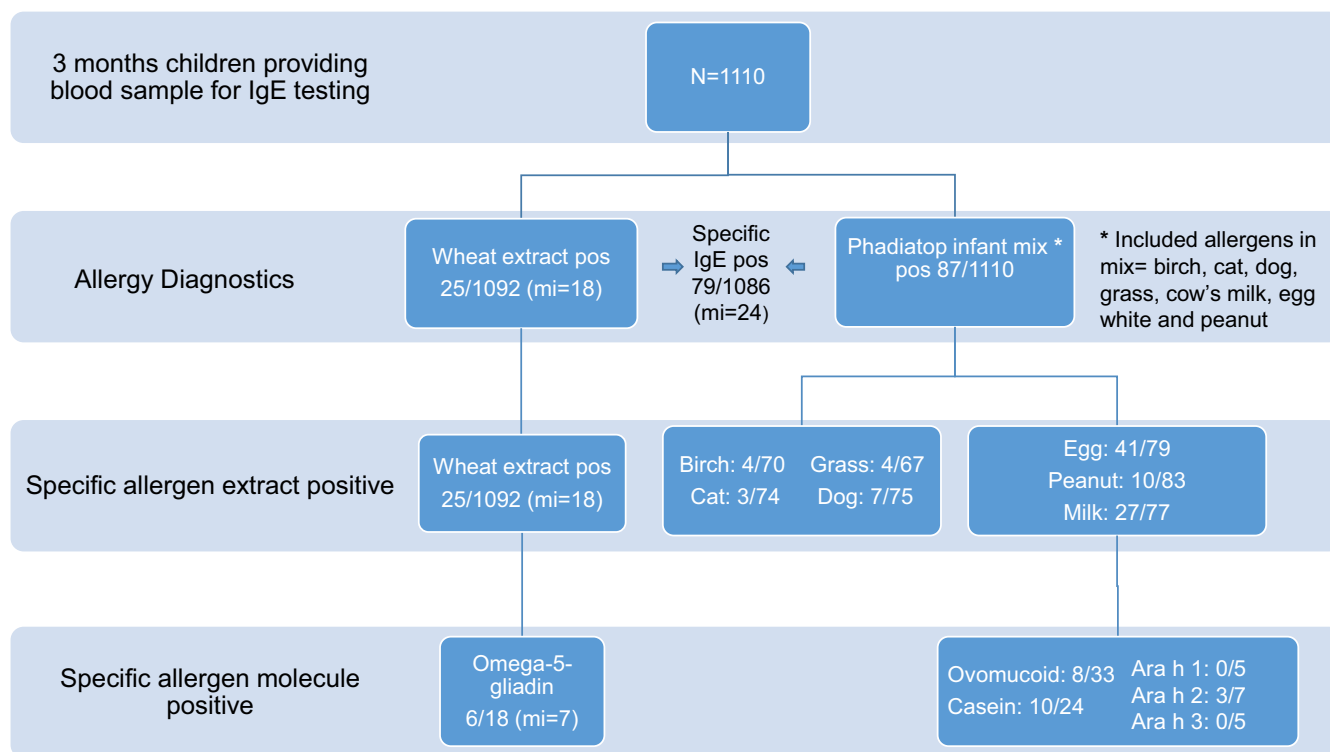 3 months children providing
blood sample for IgE testing
N=1110
Allergy Diagnostics
Wheat extract pos
25/1092 (mi=18)
Specific
IgE pos
79/1086
(mi=24)
Phadiatop infant mix *
pos 87/1110
* Included allergens in
mix= birch, cat, dog,
grass, cow’s milk, egg
white and peanut
Specific allergen extract positive
Wheat extract pos
25/1092 (mi=18)
Birch: 4/70 Grass: 4/67
Cat: 3/74 Dog: 7/75
Egg: 41/79
Peanut: 10/83
Milk: 27/77
Specific allergen molecule
positive
Omega-5-
gliadin
6/18 (mi=7)
Ovomucoid: 8/33
Casein: 10/24
Ara h 1: 0/5
Ara h 2: 3/7
Ara h 3: 0/5